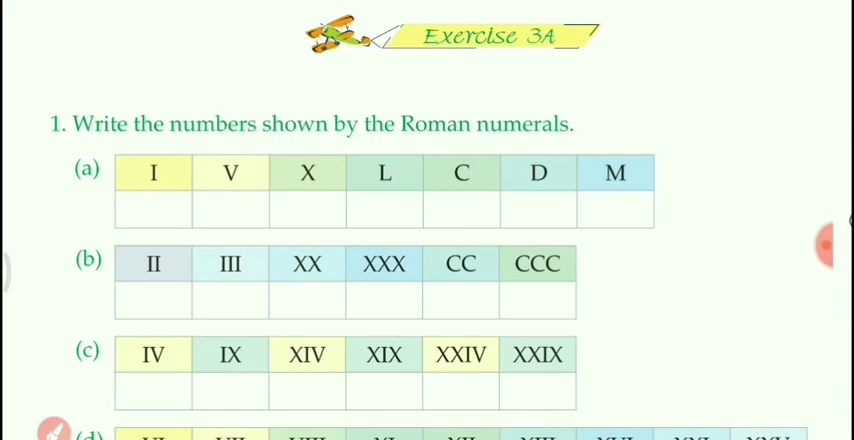 Exercise 3A
1. Write the numbers shown by the Roman numerals.
(a) I V X L C D M
(b) II III XX XXX CC CCC
(c) IV IX XIV XIX XXIV XXIX